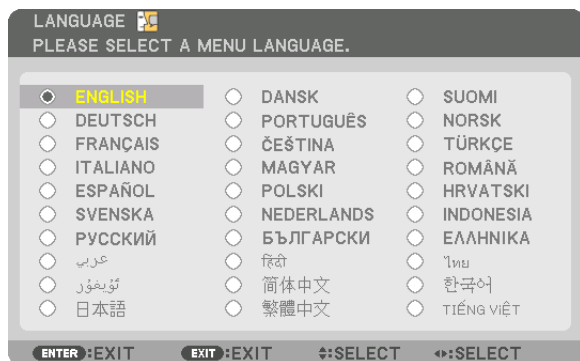 LANGUAGE
PLEASE SELECT A MENU LANGUAGE.
ENGLISH DANSK SUOMI
DEUTSCH PORTUGUÊS NORSK
FRANÇAIS ČEŠTINA TÜRKÇE
ITALIANO MAGYAR ROMÂNĂ
ESPAÑOL POLSKI HRVATSKI
SVENSKA NEDERLANDS INDONESIA
РУССКИЙ БЪЛГАРСКИ ΕΛΛΗΝΙΚΑ
عربي हिंदी ไทย
ئۇيغۇر 简体中文 한국어
日本語 繁體中文 TIẾNG VIỆT
ENTER:EXIT EXIT:EXIT :SELECT :SELECT